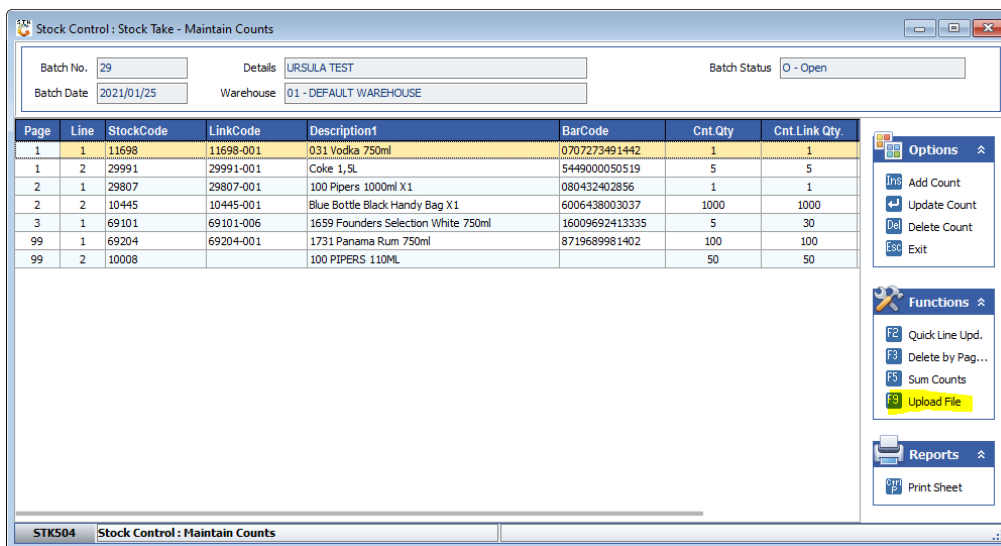 Stock Control : Stock Take - Maintain Counts
Batch No. 29 Details URSULA TEST Batch Status O - Open
Batch Date 2021/01/25 Warehouse 01 - DEFAULT WAREHOUSE
Page Line StockCode LinkCode Description1 BarCode Cnt.Qty Cnt.Link Qty.
1 1 11698 11698-001 031 Vodka 750ml 0707273491442 1 1
1 2 29991 29991-001 Coke 1,5L 5449000050519 5 5
2 1 29807 29807-001 100 Pipers 1000ml X1 080432402856 1 1
2 2 10445 10445-001 Blue Bottle Black Handy Bag X1 6006438003037 1000 1000
3 1 69101 69101-006 1659 Founders Selection White 750ml 16009692413335 5 30
99 1 69204 69204-001 1731 Panama Rum 750ml 8719689981402 100 100
99 2 10008 100 PIPERS 110ML 50 50
Options
Ins Add Count
Update Count
Del Delete Count
Esc Exit
Functions
F2 Quick Line Upd.
F3 Delete by Pag...
F5 Sum Counts
F9 Upload File
Reports
Ctrl P Print Sheet
STK504 Stock Control : Maintain Counts